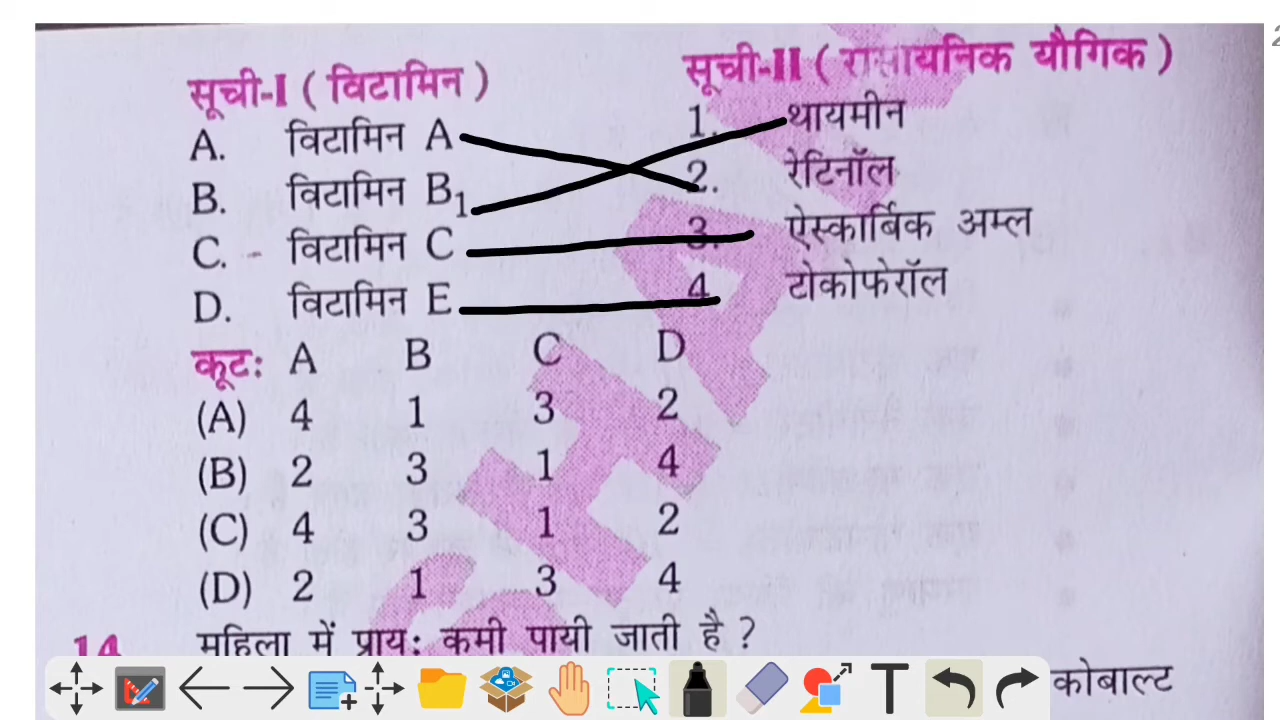 सूची-I ( विटामिन ) सूची-II ( रासायनिक यौगिक )
A. विटामिन A 1. थायमीन
B. विटामिन B1 2. रेटिनॉल
C. विटामिन C 3. ऐस्कार्बिक अम्ल
D. विटामिन E 4 टोकोफेरॉल
कूट: A B C D
(A) 4 1 3 2
(B) 2 3 1 4
(C) 4 3 1 2
(D) 2 1 3 4
14 महिला में प्राय: कमी पायी जाती है ?
कोबाल्ट